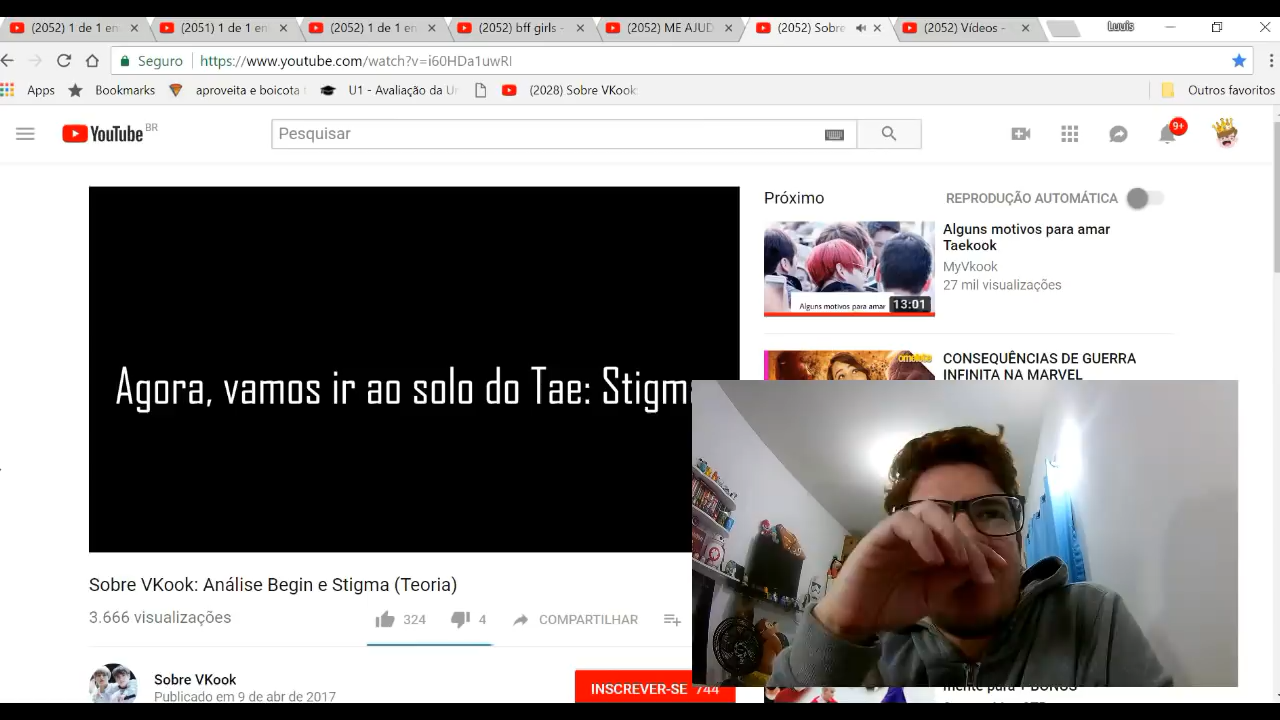 (2052) 1 de 1 en
(2051) 1 de 1 en
(2052) 1 de 1 en
(2052) bff girls -
(2052) ME AJUD
(2052) Sobre
(2052) Vídeos -
Luuis
Seguro
https://www.youtube.com/watch?v=i60HDa1uwRI
Apps
Bookmarks
aproveita e boicota
U1 - Avaliação da Un
(2028) Sobre VKook
Outros favoritos
YouTube BR
Pesquisar
9+
Agora, vamos ir ao solo do Tae: Stigma
Próximo
REPRODUÇÃO AUTOMÁTICA
Alguns motivos para amar
13:01
Alguns motivos para amar
Taekook
MyVkook
27 mil visualizações
omelete
CONSEQUÊNCIAS DE GUERRA
INFINITA NA MARVEL
Sobre VKook: Análise Begin e Stigma (Teoria)
3.666 visualizações
324
4
COMPARTILHAR
Sobre VKook
Publicado em 9 de abr de 2017
INSCREVER-SE 744